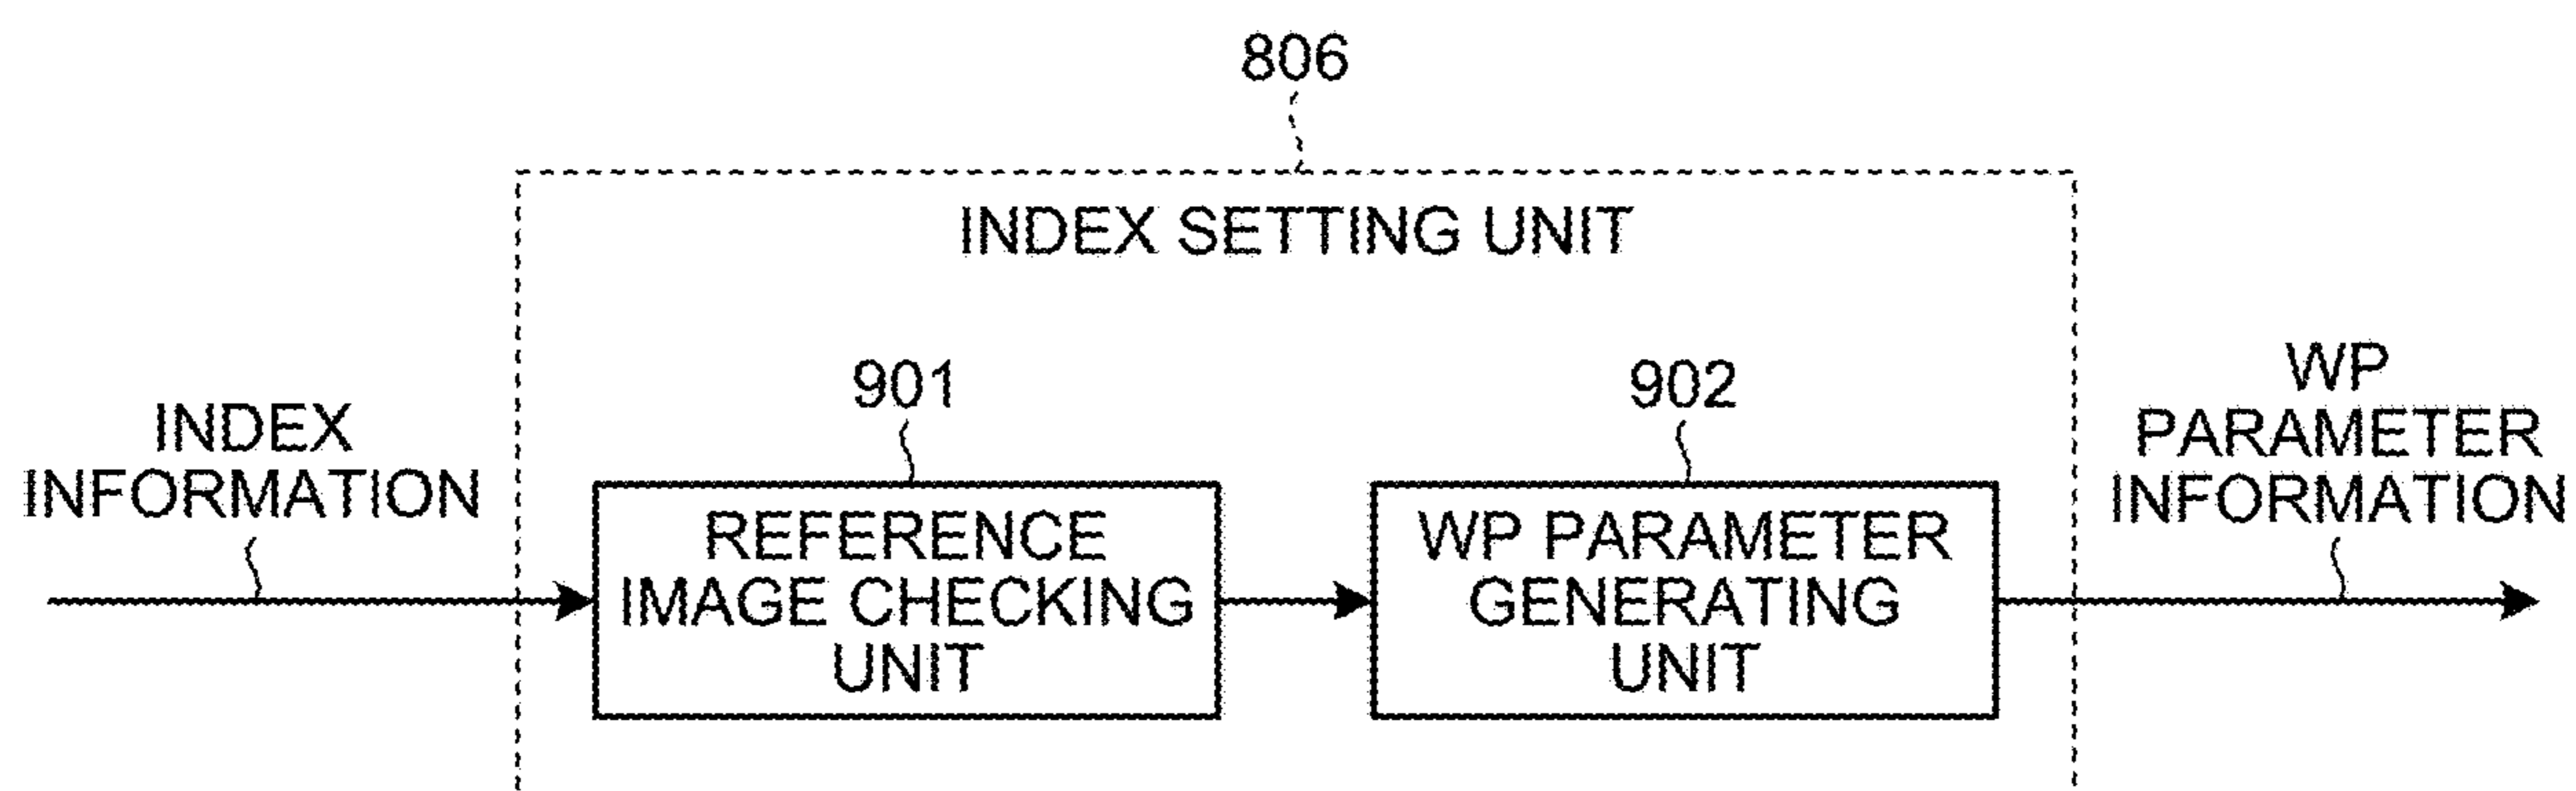 806
INDEX SETTING UNIT
901
902
INDEX
INFORMATION
WP
PARAMETER
INFORMATION
REFERENCE
IMAGE CHECKING
UNIT
WP PARAMETER
GENERATING
UNIT